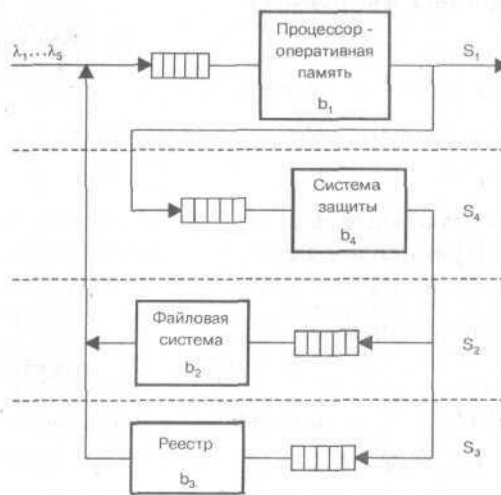 λ₁...λ₅
Процессор -
оперативная
память
b₁
S₁
Система
защиты
b₄
S₄
Файловая
система
b₂
S₂
Реестр
b₃
S₃